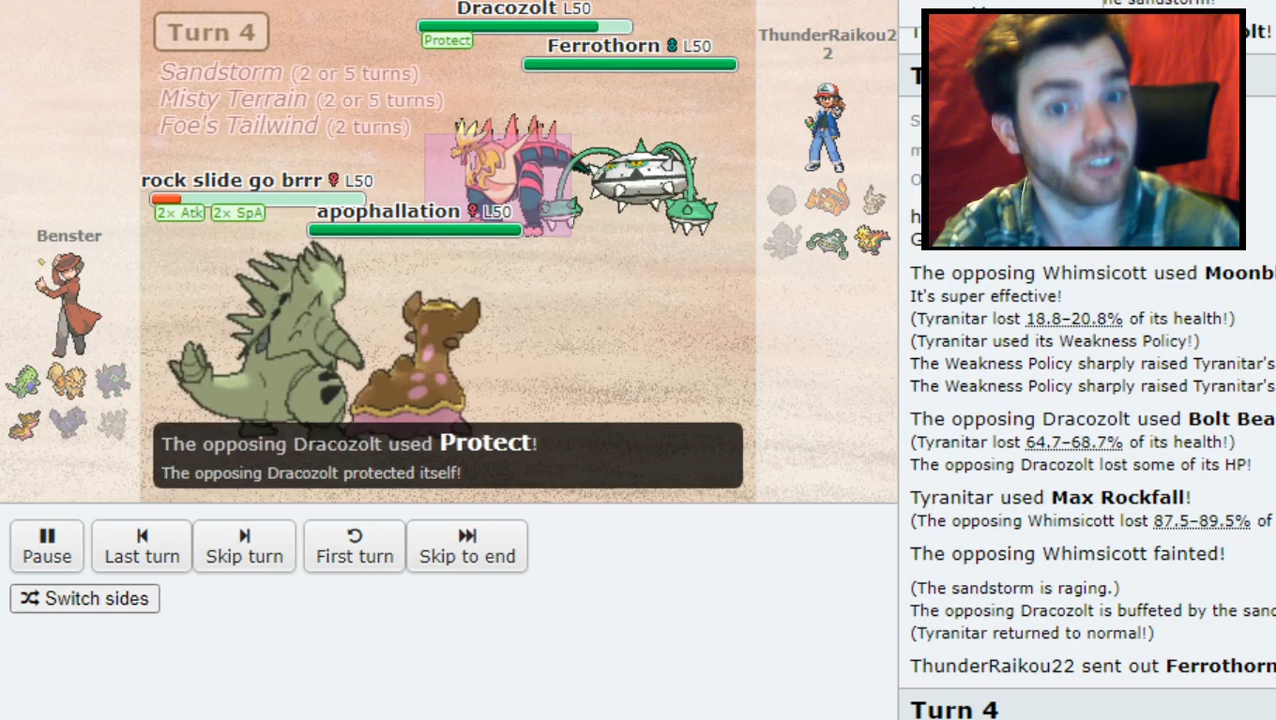 Dracozolt L50
Protect
Ferrothorn L50
ThunderRaikou2
2
Turn 4
Sandstorm (2 or 5 turns)
Misty Terrain (2 or 5 turns)
Foe's Tailwind (2 turns)
rock slide go brrr L50
2× Atk 2× SpA
apophallation L50
Benster
The opposing Dracozolt used Protect!
The opposing Dracozolt protected itself!
Pause
Last turn
Skip turn
First turn
Skip to end
Switch sides
The opposing Whimsicott used Moonb
It's super effective!
(Tyranitar lost 18.8–20.8% of its health!)
(Tyranitar used its Weakness Policy!)
The Weakness Policy sharply raised Tyranitar's
The Weakness Policy sharply raised Tyranitar's
The opposing Dracozolt used Bolt Bea
(Tyranitar lost 64.7–68.7% of its health!)
The opposing Dracozolt lost some of its HP!
Tyranitar used Max Rockfall!
(The opposing Whimsicott lost 87.5–89.5% of
The opposing Whimsicott fainted!
(The sandstorm is raging.)
The opposing Dracozolt is buffeted by the sand
(Tyranitar returned to normal!)
ThunderRaikou22 sent out Ferrothorn
Turn 4